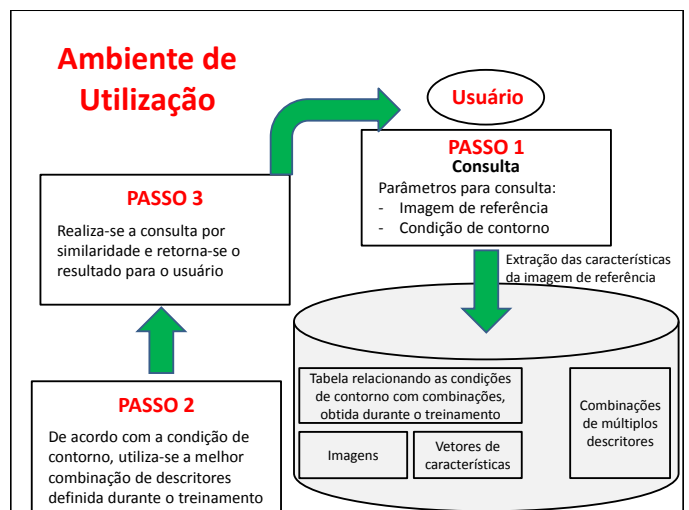 Ambiente de
Utilização
Usuário
PASSO 1
Consulta
Parâmetros para consulta:
- Imagem de referência
- Condição de contorno
PASSO 3
Realiza-se a consulta por
similaridade e retorna-se o
resultado para o usuário
Extração das características
da imagem de referência
Tabela relacionando as condições
de contorno com combinações,
obtida durante o treinamento
Combinações
de múltiplos
descritores
Imagens
Vetores de
características
PASSO 2
De acordo com a condição de
contorno, utiliza-se a melhor
combinação de descritores
definida durante o treinamento